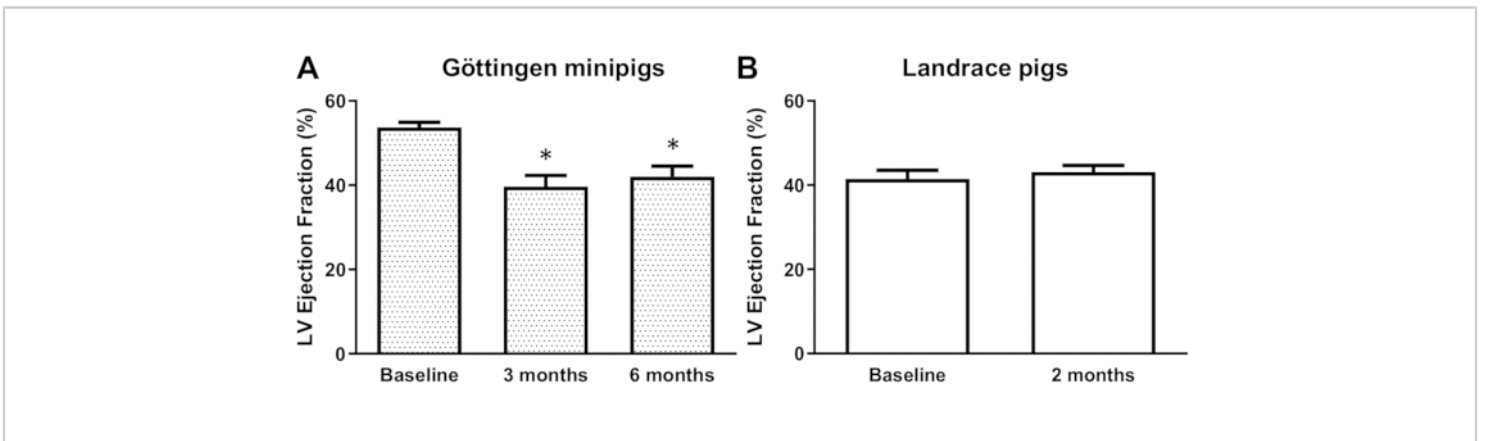 A
Göttingen minipigs
LV Ejection Fraction (%)
60
40
20
0
*
*
Baseline
3 months
6 months
B
Landrace pigs
LV Ejection Fraction (%)
60
40
20
0
Baseline
2 months